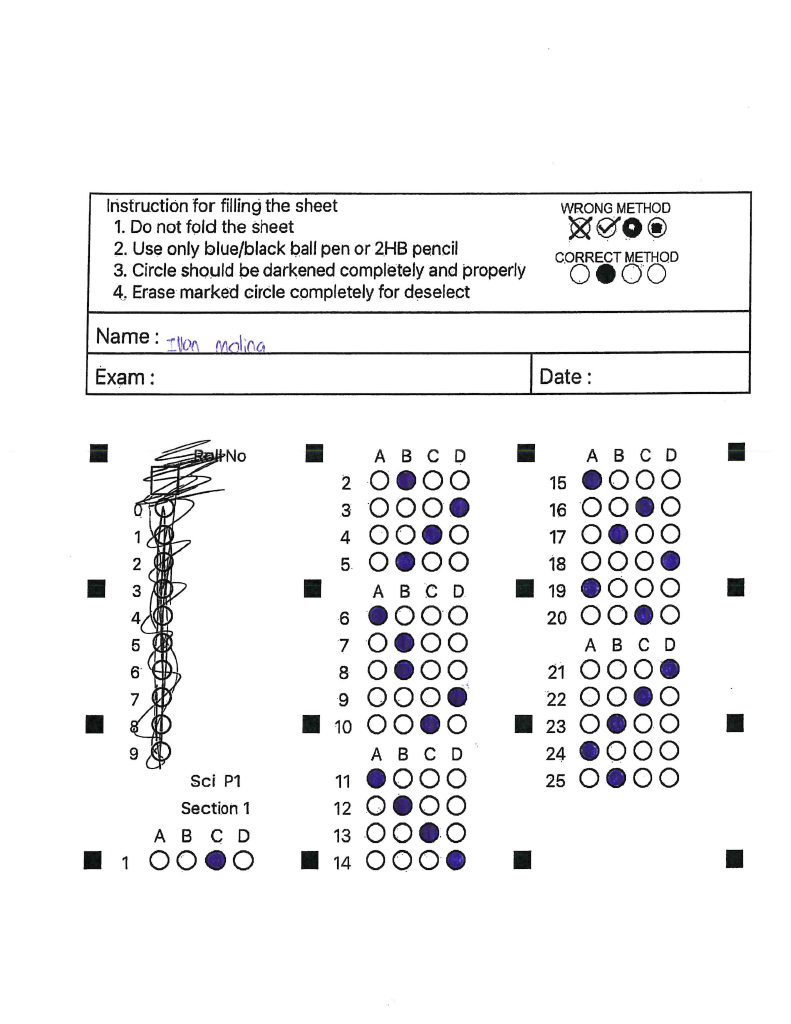 Instruction for filling the sheet
1. Do not fold the sheet
2. Use only blue/black ball pen or 2HB pencil
3. Circle should be darkened completely and properly
4. Erase marked circle completely for deselect
WRONG METHOD
CORRECT METHOD
Name : Illan molina
Exam :
Date :
Roll No
0
1
2
3
4
5
6
7
8
9
Sci P1
Section 1
A B C D
1
A B C D
2
3
4
5
A B C D
6
7
8
9
10
A B C D
11
12
13
14
A B C D
15
16
17
18
19
20
A B C D
21
22
23
24
25